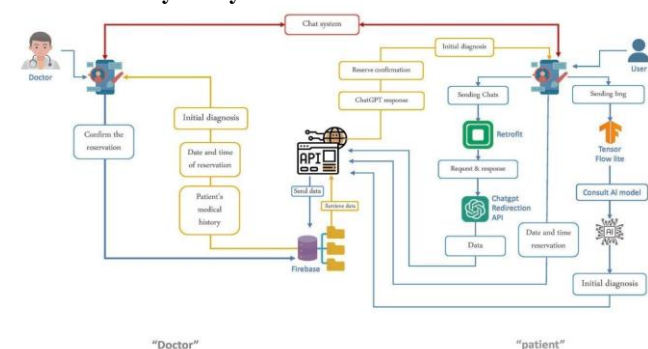 Chat system
Initial diagnosis
Doctor
User
Reserve confirmation
ChatGPT response
Sending Chats
Sending Img
Initial diagnosis
Confirm the
reservation
Retrofit
Tensor
Flow lite
Date and time
of reservation
API
Request & response
Send data
Retrieve data
Consult AI model
Patient's
medical
history
Chatgpt
Redirection
API
Date and time
reservation
AI
Data
Firebase
Initial diagnosis
"Doctor"
"patient"